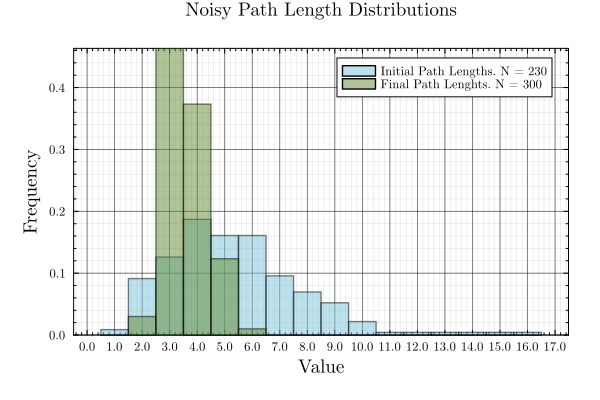 Noisy Path Length Distributions
Initial Path Lengths. N = 230
Final Path Lenghts. N = 300
Frequency
0.4
0.3
0.2
0.1
0.0
0.0 1.0 2.0 3.0 4.0 5.0 6.0 7.0 8.0 9.0 10.0 11.0 12.0 13.0 14.0 15.0 16.0 17.0
Value